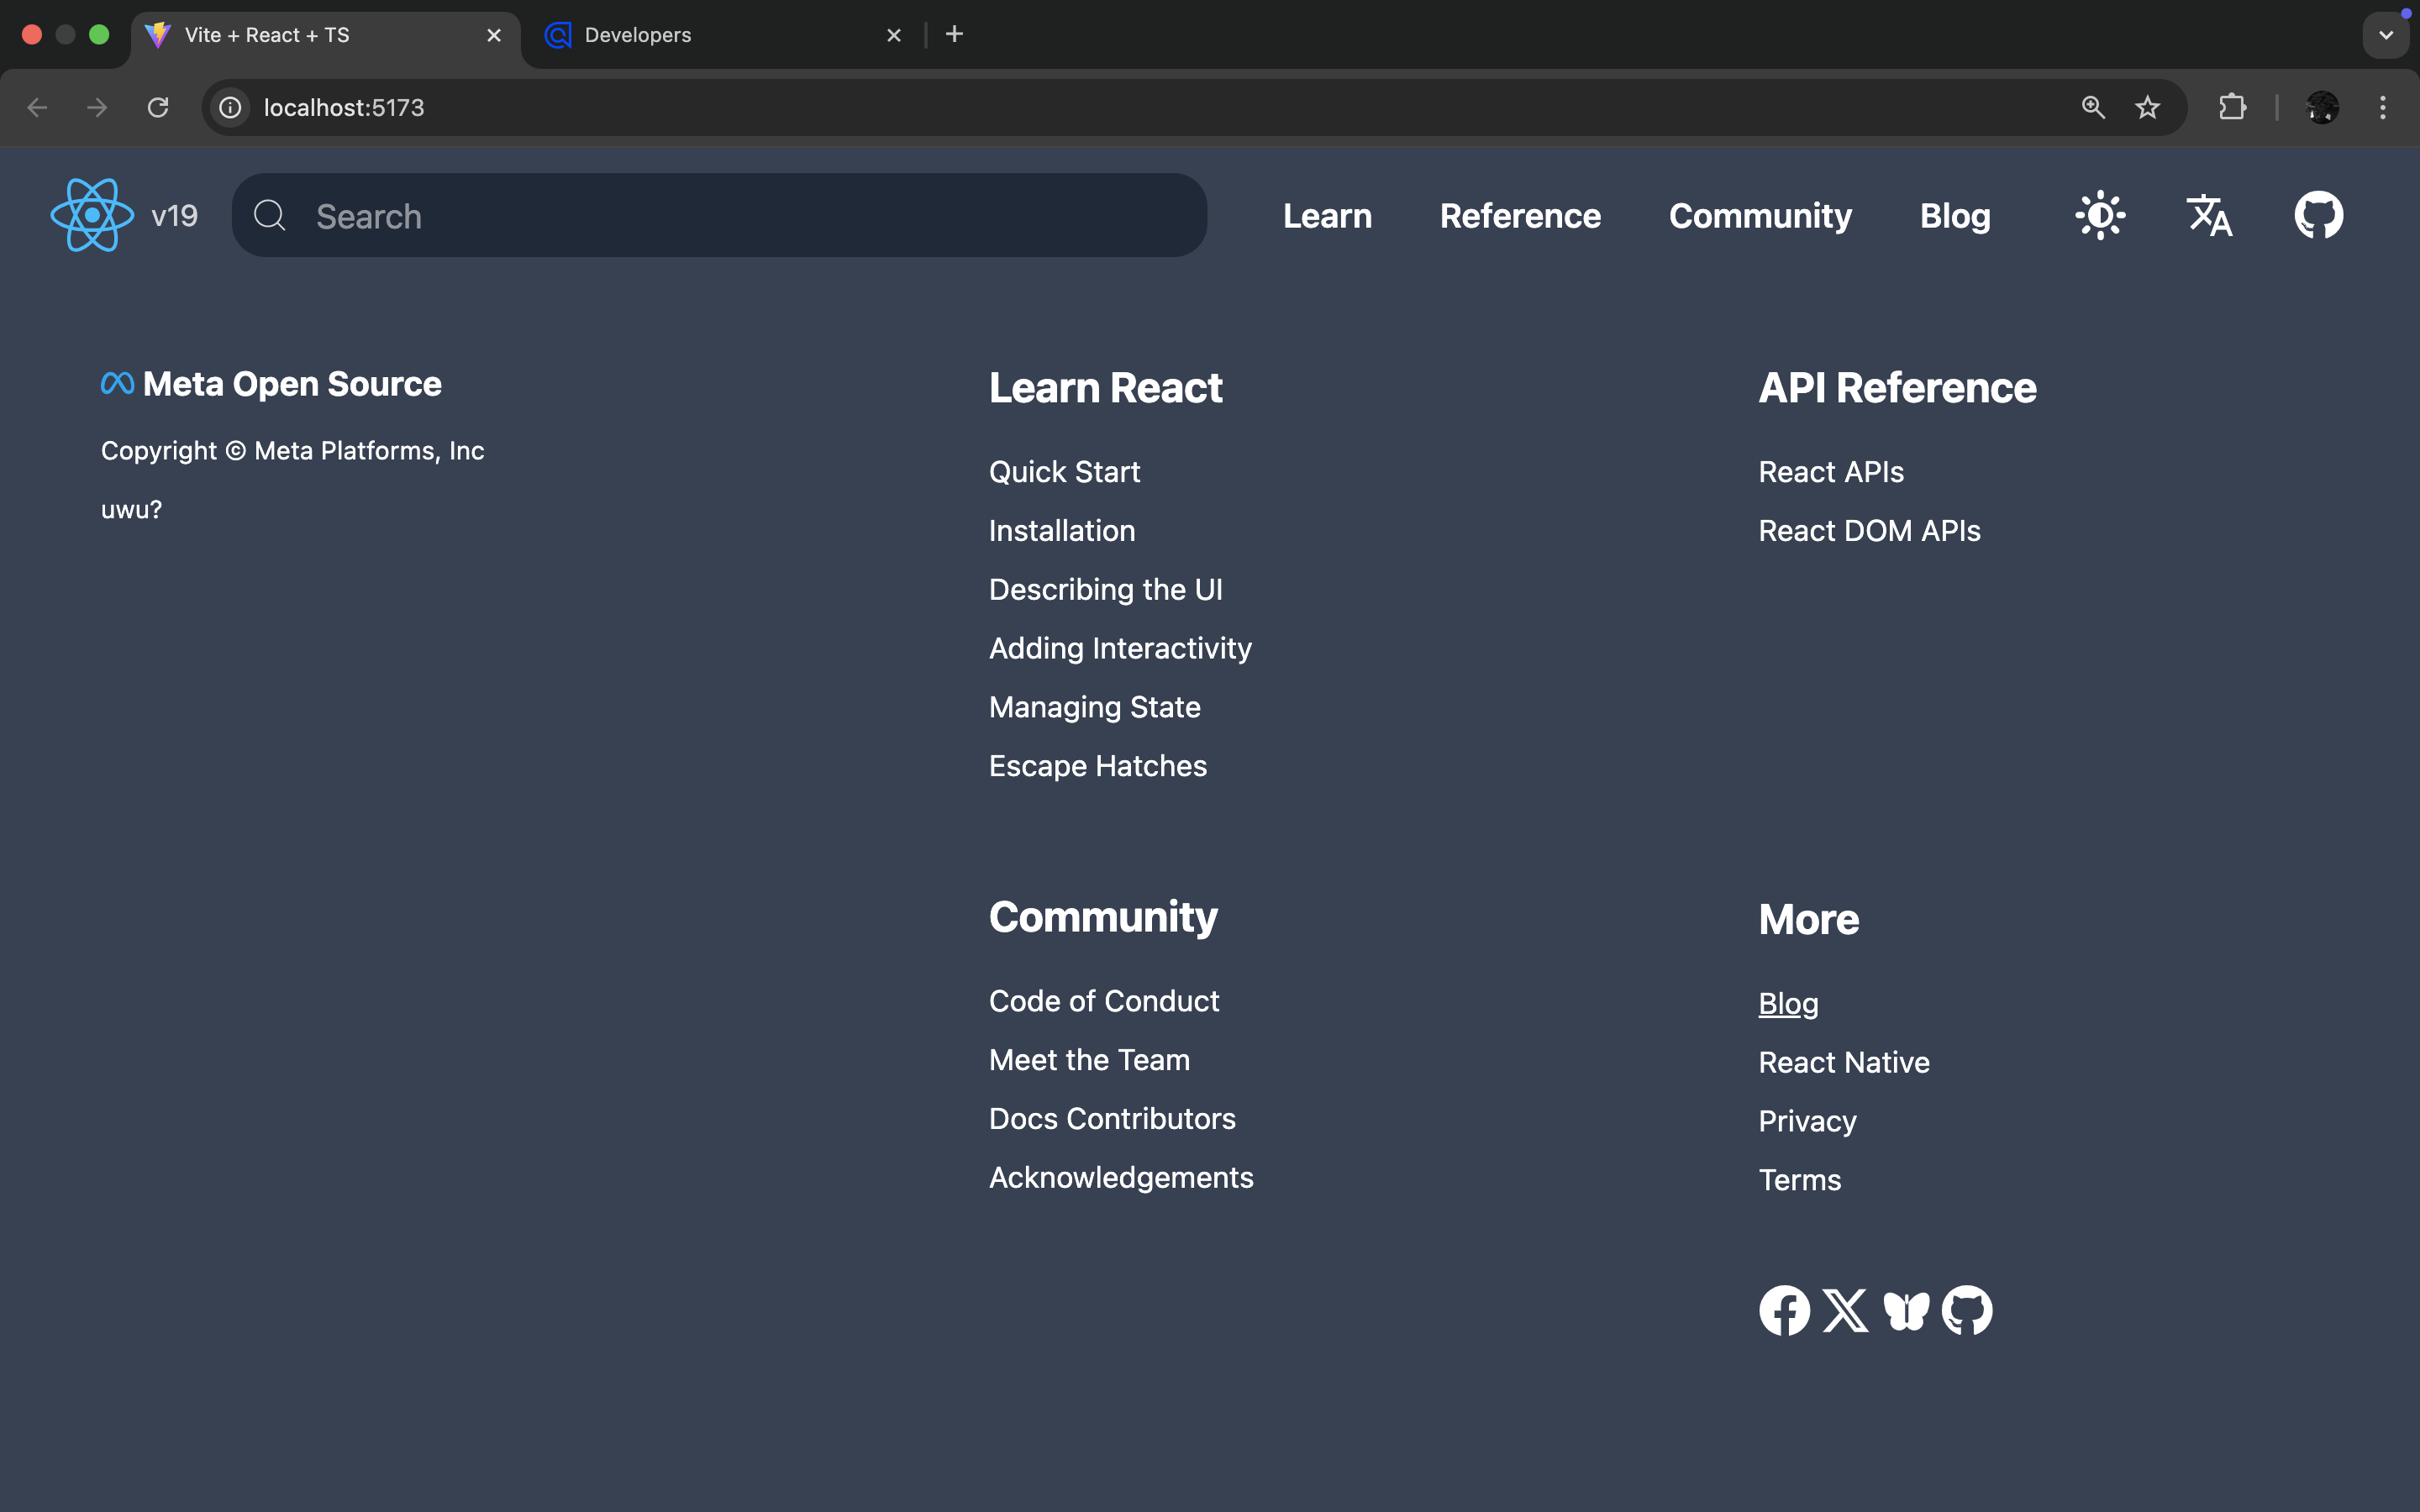 Vite + React + TS
Developers
localhost:5173
v19
Search
Learn
Reference
Community
Blog
Meta Open Source
Copyright © Meta Platforms, Inc
uwu?
Learn React
Quick Start
Installation
Describing the UI
Adding Interactivity
Managing State
Escape Hatches
API Reference
React APIs
React DOM APIs
Community
Code of Conduct
Meet the Team
Docs Contributors
Acknowledgements
More
Blog
React Native
Privacy
Terms